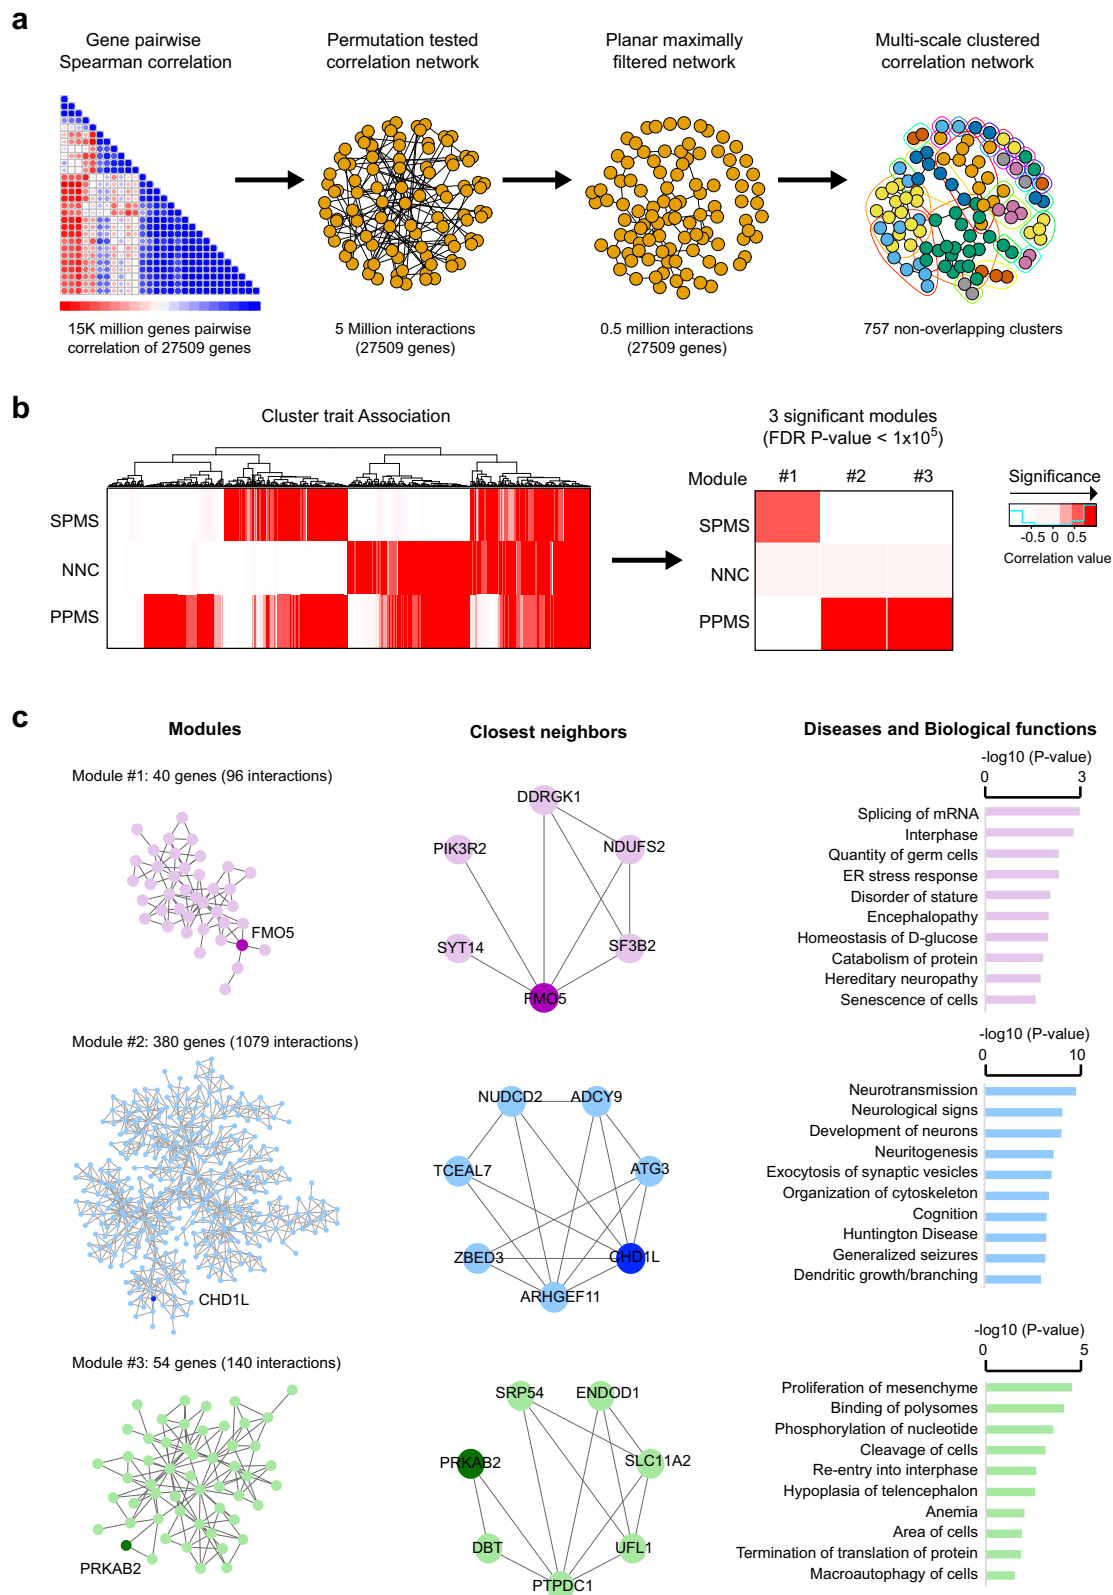 a
Gene pairwise
Spearman correlation
Permutation tested
correlation network
Planar maximally
filtered network
Multi-scale clustered
correlation network
15K million genes pairwise
correlation of 27509 genes
5 Million interactions
(27509 genes)
0.5 million interactions
(27509 genes)
757 non-overlapping clusters
b
Cluster trait Association
3 significant modules
(FDR P-value < 1x10⁵)
Module #1 #2 #3
SPMS
NNC
PPMS
SPMS
NNC
PPMS
Significance
-0.5 0 0.5
Correlation value
c
Modules
Closest neighbors
Diseases and Biological functions
Module #1: 40 genes (96 interactions)
FMO5
DDRGK1
PIK3R2
NDUFS2
SYT14
SF3B2
FMO5
-log10 (P-value)
0 3
Splicing of mRNA
Interphase
Quantity of germ cells
ER stress response
Disorder of stature
Encephalopathy
Homeostasis of D-glucose
Catabolism of protein
Hereditary neuropathy
Senescence of cells
Module #2: 380 genes (1079 interactions)
CHD1L
NUDCD2
ADCY9
TCEAL7
ATG3
ZBED3
CHD1L
ARHGEF11
-log10 (P-value)
0 10
Neurotransmission
Neurological signs
Development of neurons
Neuritogenesis
Exocytosis of synaptic vesicles
Organization of cytoskeleton
Cognition
Huntington Disease
Generalized seizures
Dendritic growth/branching
Module #3: 54 genes (140 interactions)
PRKAB2
SRP54
ENDOD1
PRKAB2
SLC11A2
DBT
UFL1
PTPDC1
-log10 (P-value)
0 5
Proliferation of mesenchyme
Binding of polysomes
Phosphorylation of nucleotide
Cleavage of cells
Re-entry into interphase
Hypoplasia of telencephalon
Anemia
Area of cells
Termination of translation of protein
Macroautophagy of cells